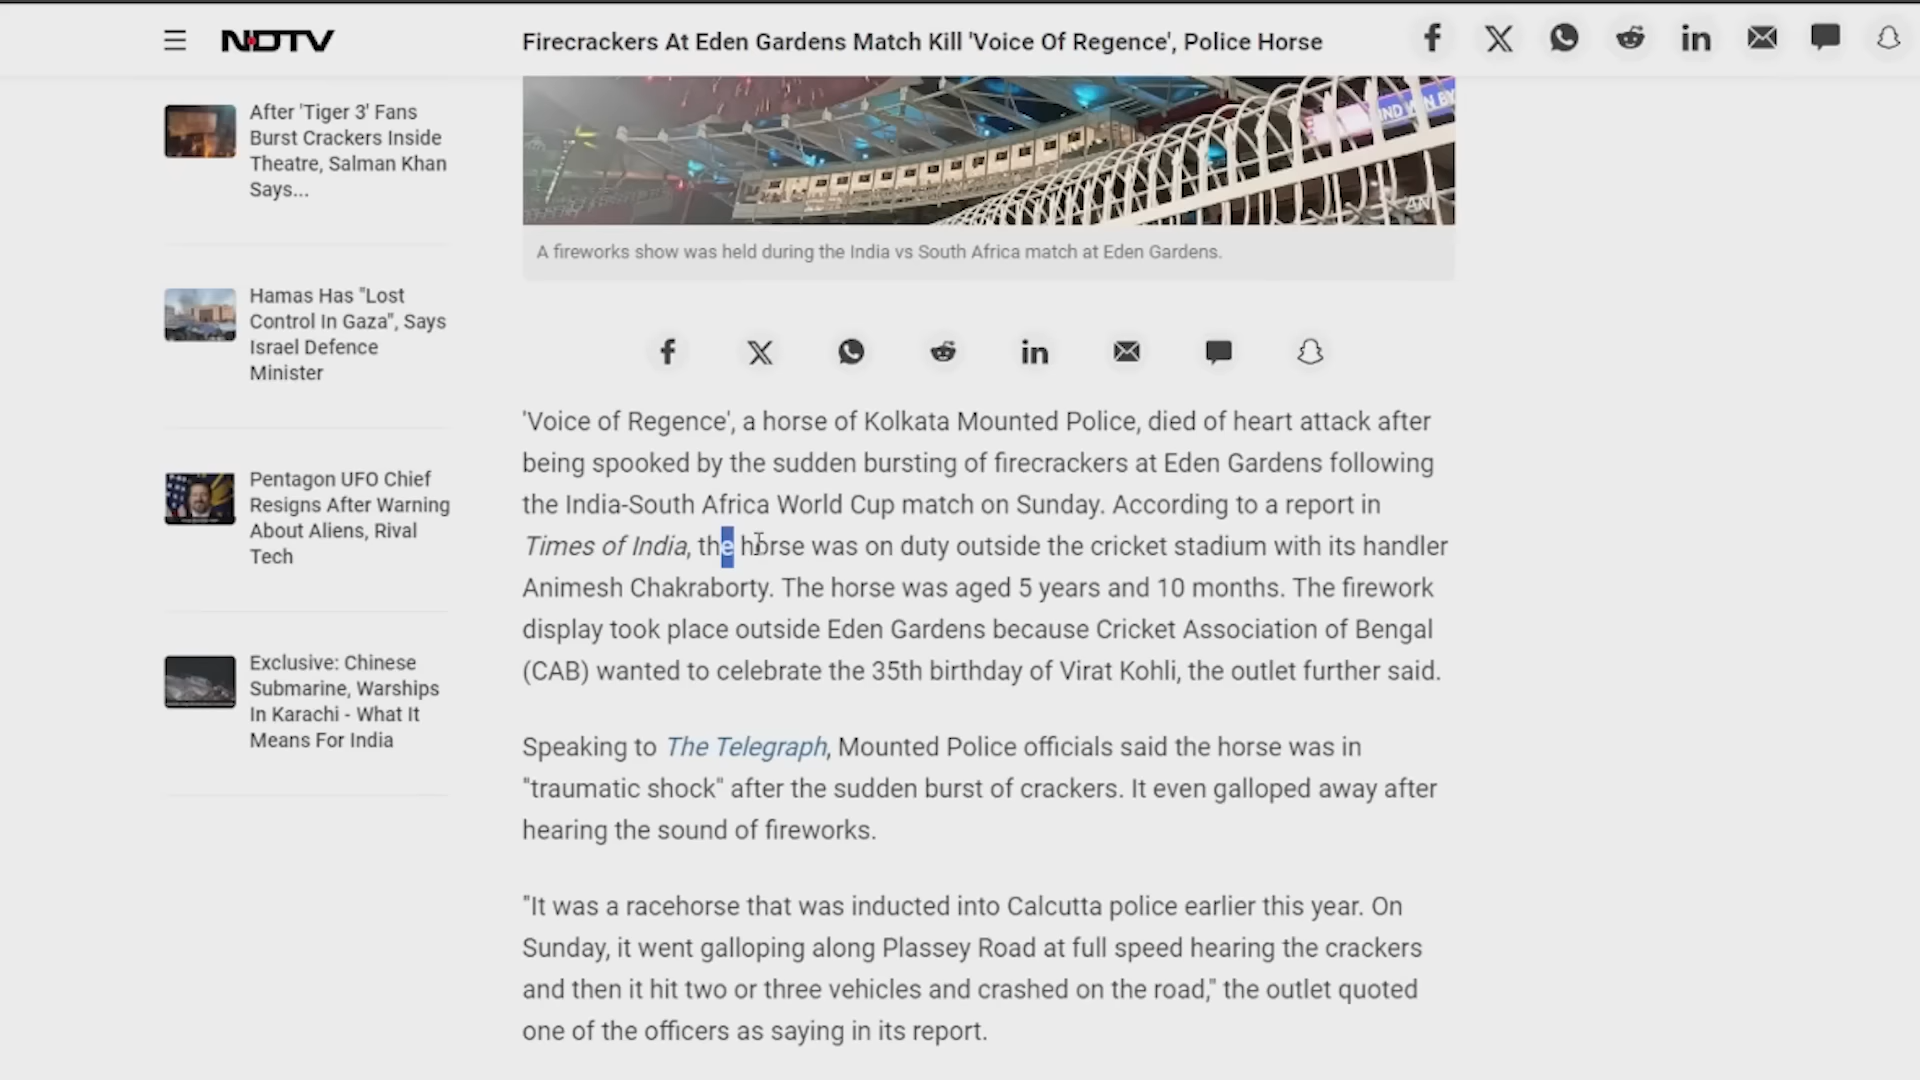 NDTV
Firecrackers At Eden Gardens Match Kill 'Voice Of Regence', Police Horse
After 'Tiger 3' Fans
Burst Crackers Inside
Theatre, Salman Khan
Says...
Hamas Has "Lost
Control In Gaza", Says
Israel Defence
Minister
Pentagon UFO Chief
Resigns After Warning
About Aliens, Rival
Tech
Exclusive: Chinese
Submarine, Warships
In Karachi - What It
Means For India
IND WIN BY
AN
A fireworks show was held during the India vs South Africa match at Eden Gardens.
'Voice of Regence', a horse of Kolkata Mounted Police, died of heart attack after
being spooked by the sudden bursting of firecrackers at Eden Gardens following
the India-South Africa World Cup match on Sunday. According to a report in
Times of India, the horse was on duty outside the cricket stadium with its handler
Animesh Chakraborty. The horse was aged 5 years and 10 months. The firework
display took place outside Eden Gardens because Cricket Association of Bengal
(CAB) wanted to celebrate the 35th birthday of Virat Kohli, the outlet further said.
Speaking to The Telegraph, Mounted Police officials said the horse was in
"traumatic shock" after the sudden burst of crackers. It even galloped away after
hearing the sound of fireworks.
"It was a racehorse that was inducted into Calcutta police earlier this year. On
Sunday, it went galloping along Plassey Road at full speed hearing the crackers
and then it hit two or three vehicles and crashed on the road," the outlet quoted
one of the officers as saying in its report.